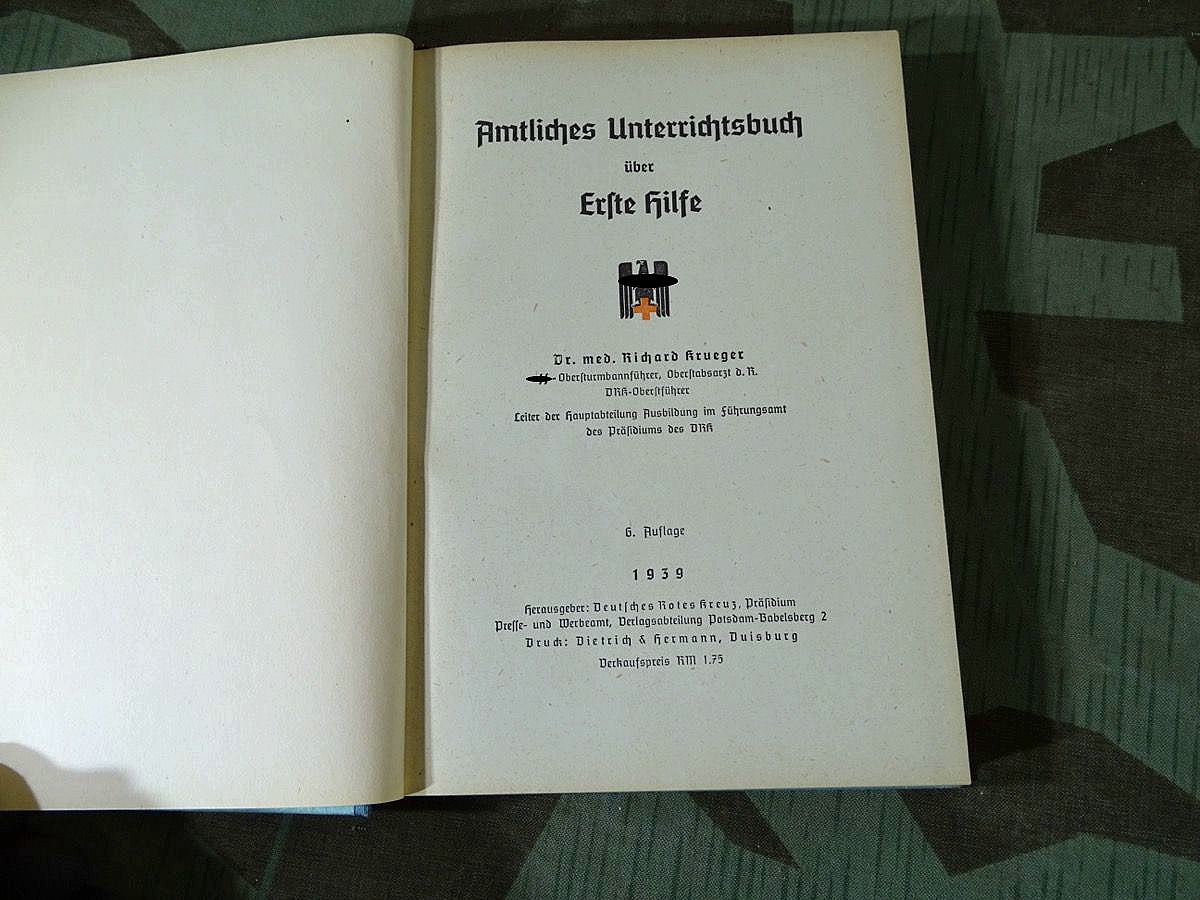 Amtliches Unterrichtsbuch
über
Erste Hilfe
Dr. med. Richard Krueger
-Obersturmbannführer, Oberstabsarzt d. R.
DRK-Oberstführer
Leiter der Hauptabteilung Ausbildung im Führungsamt
des Präsidiums des DRK
6. Auflage
1939
Herausgeber: Deutsches Rotes Kreuz, Präsidium
Presse- und Werbeamt, Verlagsabteilung Potsdam-Babelsberg 2
Druck: Dietrich & Hermann, Duisburg
Verkaufspreis RM 1.75